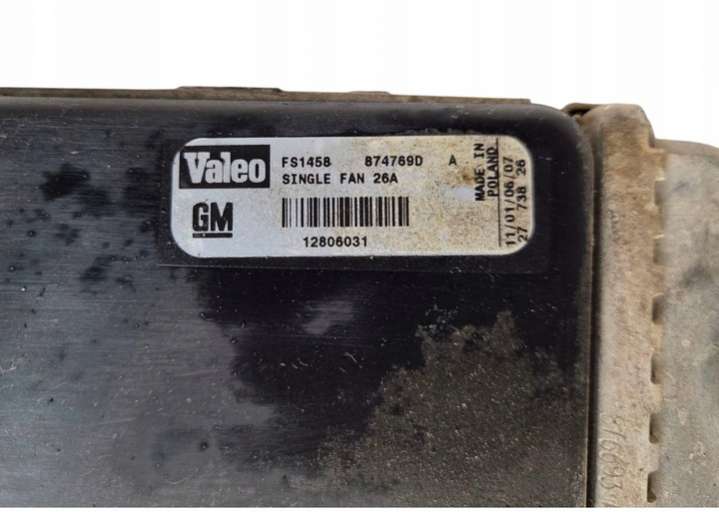 Valeo
FS1458 874769D A
SINGLE FAN 26A
GM
12806031
MADE IN
POLAND
11/01/06/07
27 738 26